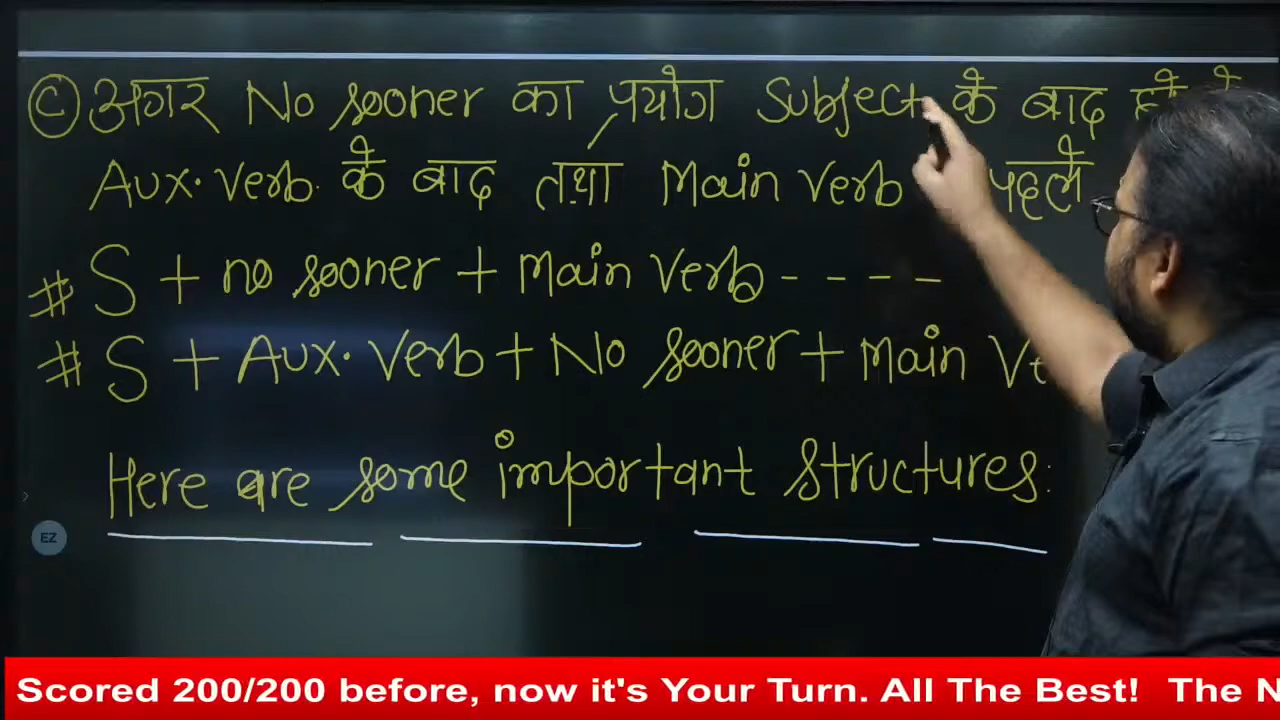 (C) अगर No sooner का प्रयोग Subject के बाद हो
Aux. Verb के बाद तथा Main Verb पहले
# S + no sooner + Main Verb - - - -
# S + Aux. Verb + No sooner + Main Ve
Here are some important structures:
EZ
Scored 200/200 before, now it's Your Turn. All The Best! The N